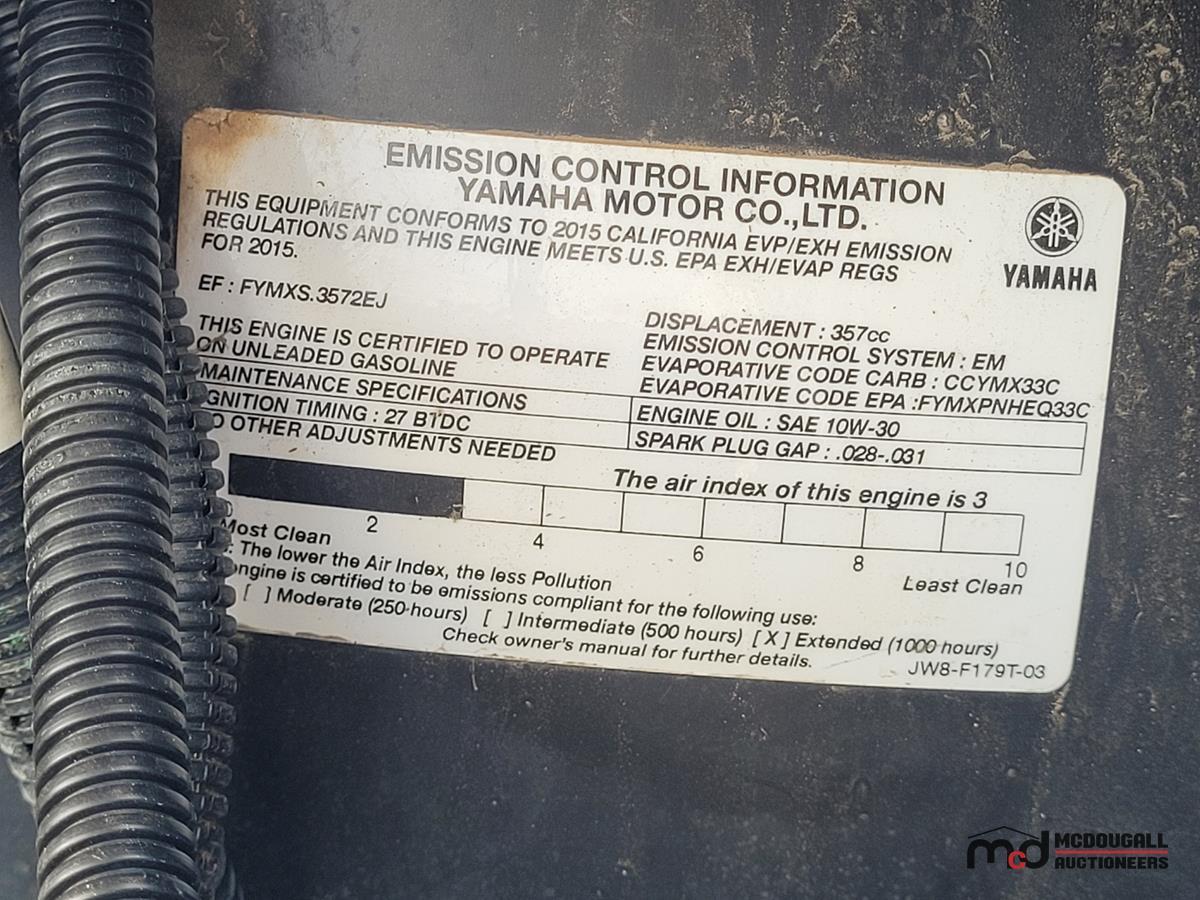 EMISSION CONTROL INFORMATION
YAMAHA MOTOR CO.,LTD.
YAMAHA
THIS EQUIPMENT CONFORMS TO 2015 CALIFORNIA EVP/EXH EMISSION
REGULATIONS AND THIS ENGINE MEETS U.S. EPA EXH/EVAP REGS
FOR 2015.
EF : FYMXS.3572EJ
THIS ENGINE IS CERTIFIED TO OPERATE
ON UNLEADED GASOLINE
DISPLACEMENT : 357cc
EMISSION CONTROL SYSTEM : EM
EVAPORATIVE CODE CARB : CCYMX33C
EVAPORATIVE CODE EPA :FYMXPNHEQ33C
MAINTENANCE SPECIFICATIONS
GNITION TIMING : 27 BTDC
O OTHER ADJUSTMENTS NEEDED
ENGINE OIL : SAE 10W-30
SPARK PLUG GAP : .028-.031
The air index of this engine is 3
2 4 6 8 10
Most Clean
Least Clean
: The lower the Air Index, the less Pollution
ngine is certified to be emissions compliant for the following use:
[ ] Moderate (250 hours) [ ] Intermediate (500 hours) [ X ] Extended (1000 hours)
Check owner's manual for further details.
JW8-F179T-03
mcd MCDOUGALL
AUCTIONEERS